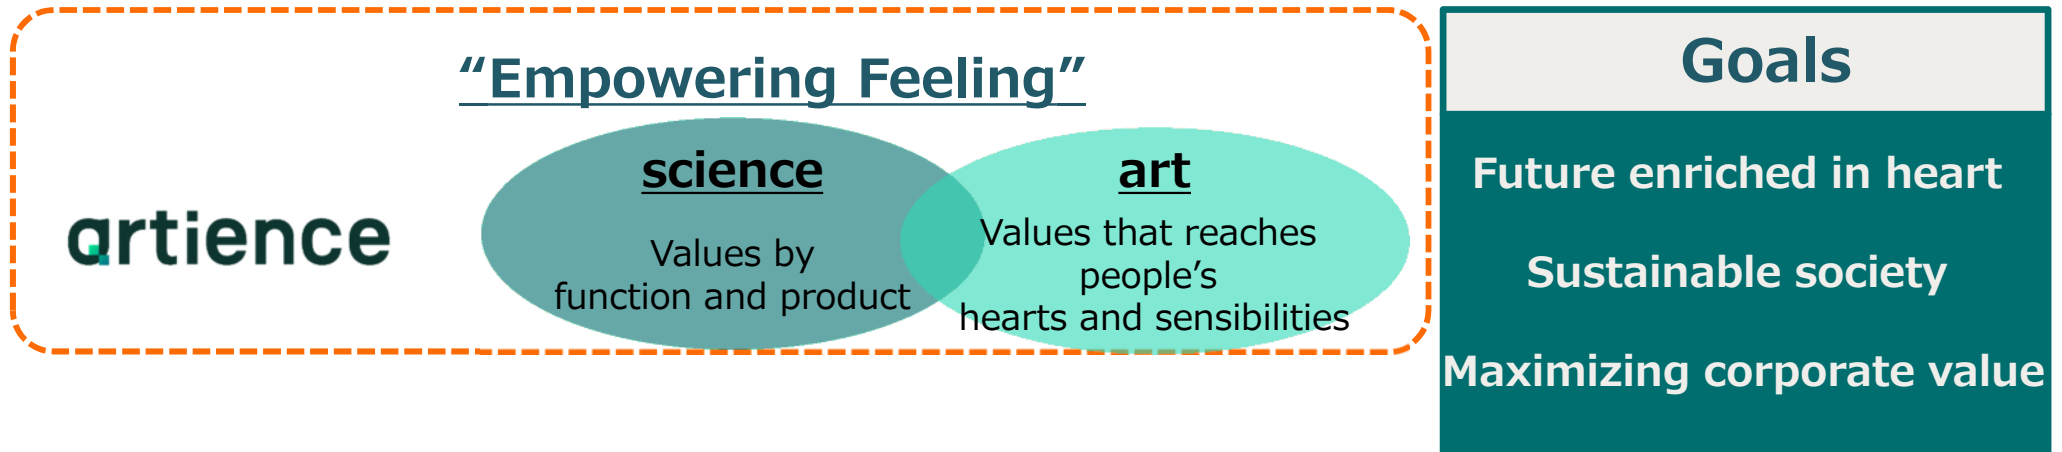 “Empowering Feeling”
artience
science
Values by
function and product
art
Values that reaches
people’s
hearts and sensibilities
Goals
Future enriched in heart
Sustainable society
Maximizing corporate value